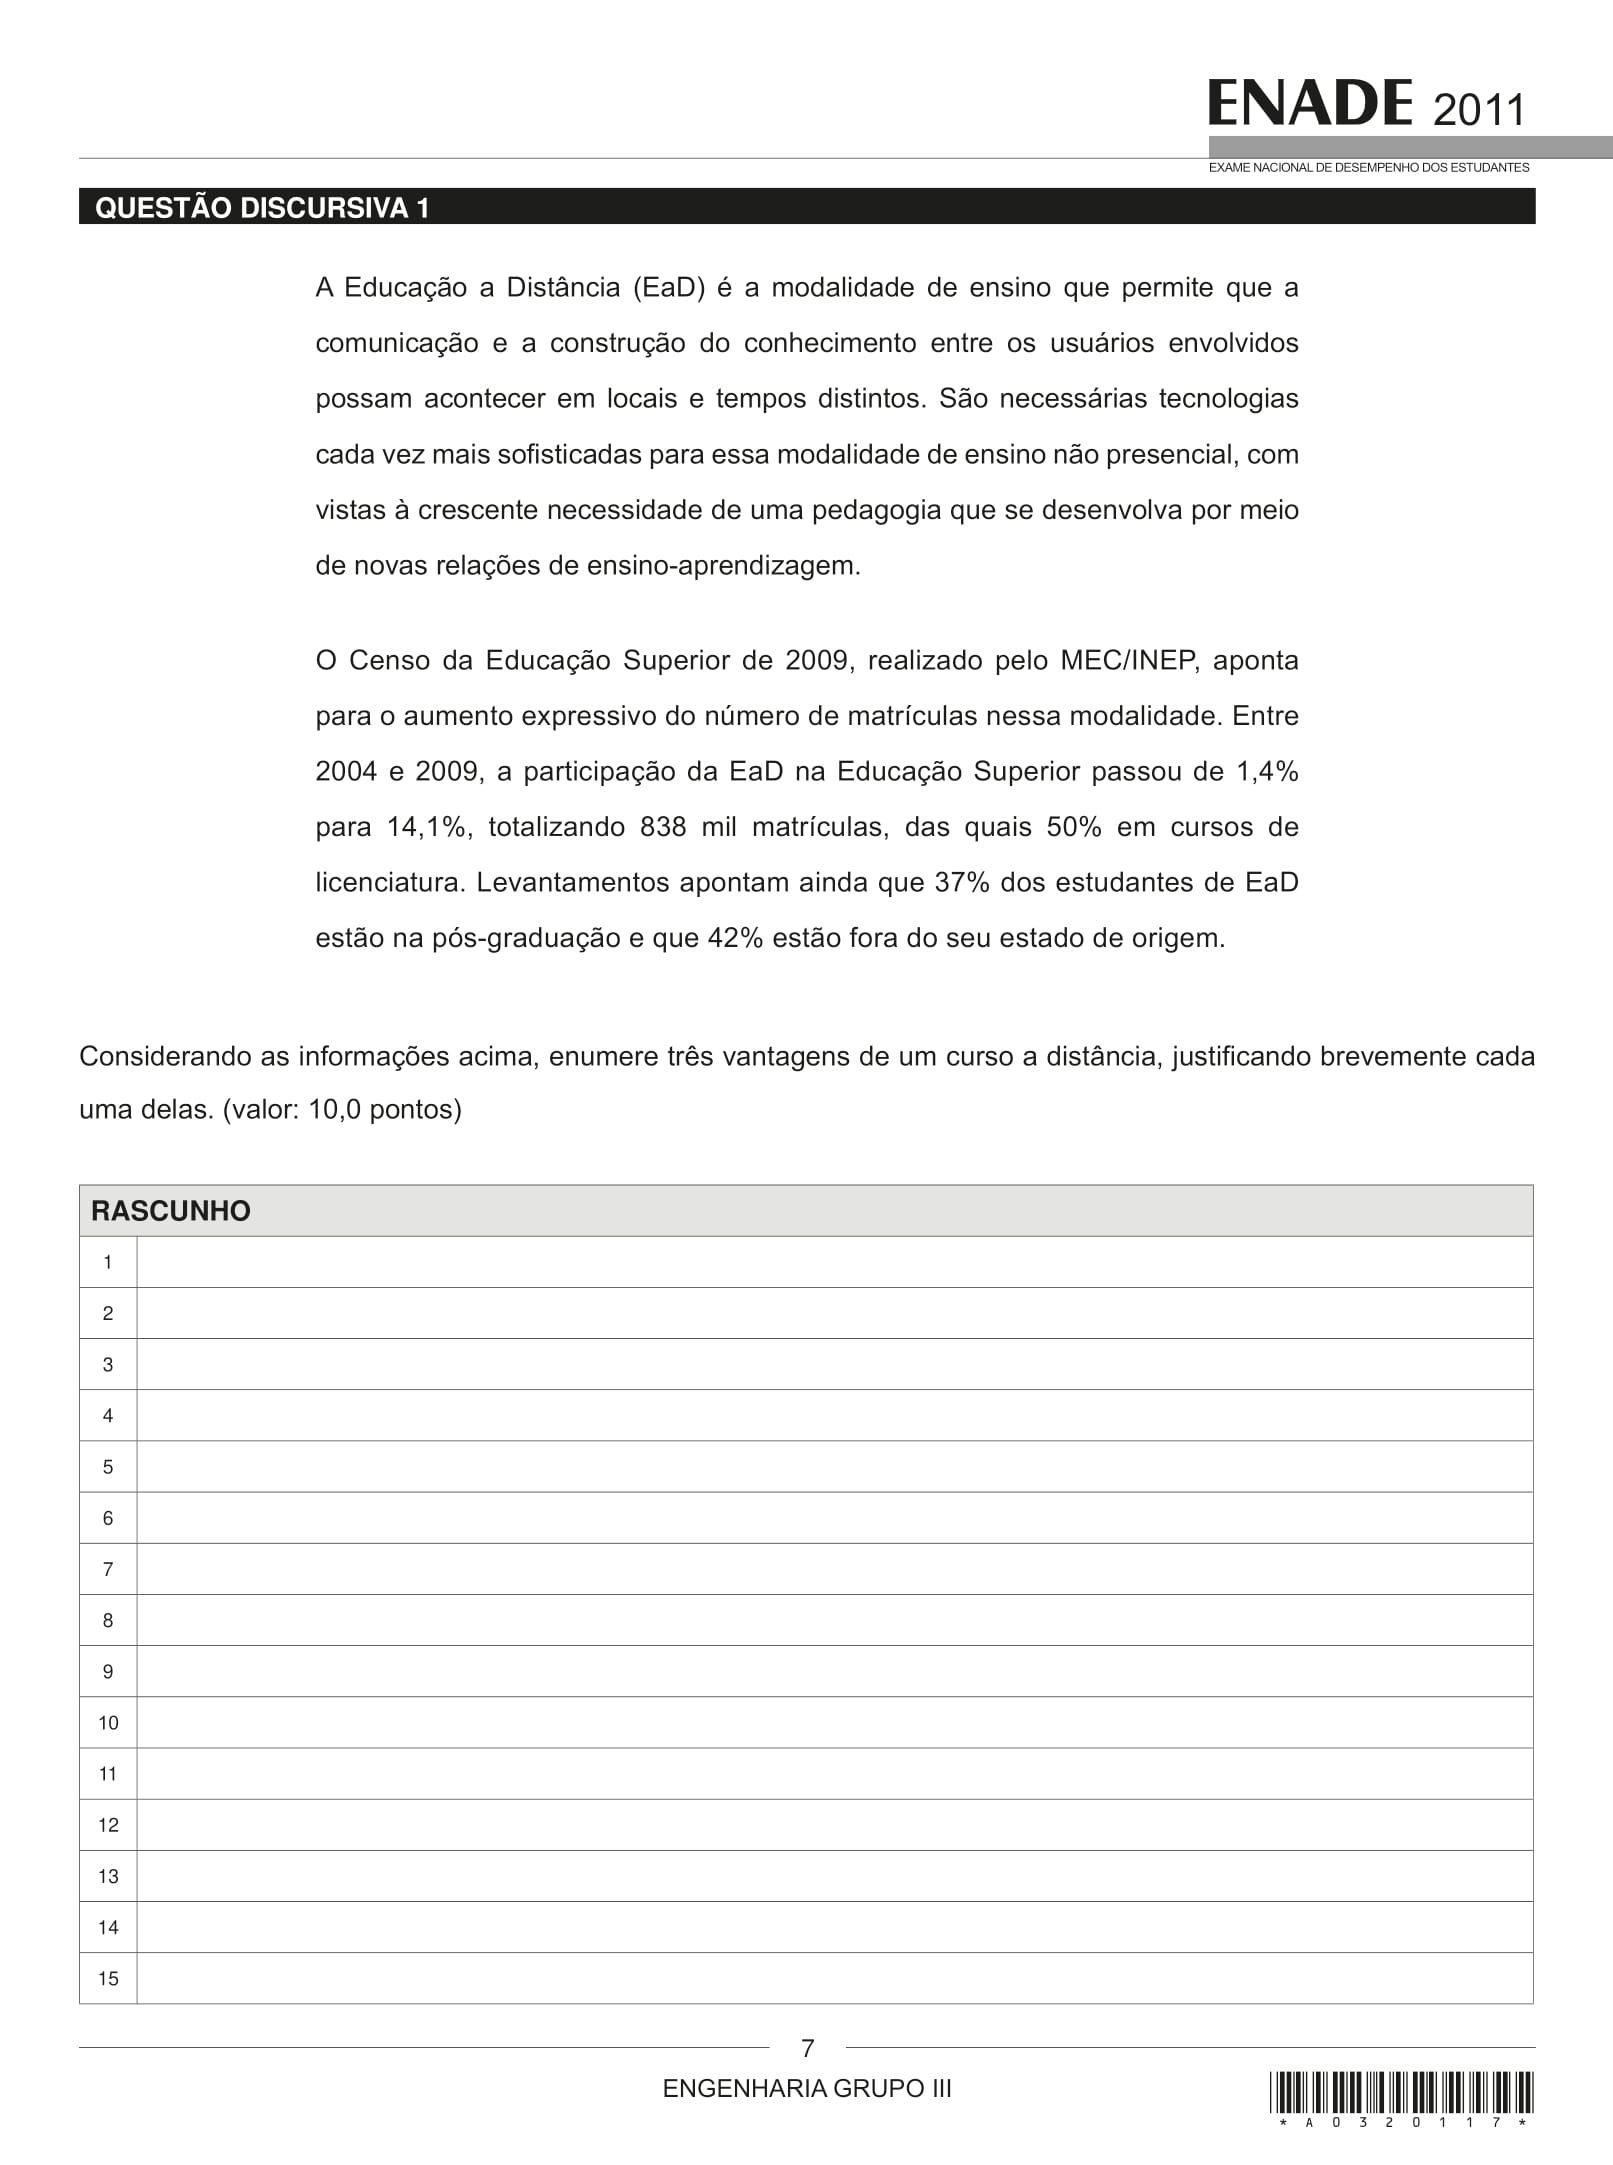 ENADE 2011
EXAME NACIONAL DE DESEMPENHO DOS ESTUDANTES
QUESTÃO DISCURSIVA 1
A Educação a Distância (EaD) é a modalidade de ensino que permite que a
comunicação e a construção do conhecimento entre os usuários envolvidos
possam acontecer em locais e tempos distintos. São necessárias tecnologias
cada vez mais sofisticadas para essa modalidade de ensino não presencial, com
vistas à crescente necessidade de uma pedagogia que se desenvolva por meio
de novas relações de ensino-aprendizagem.
O Censo da Educação Superior de 2009, realizado pelo MEC/INEP, aponta
para o aumento expressivo do número de matrículas nessa modalidade. Entre
2004 e 2009, a participação da EaD na Educação Superior passou de 1,4%
para 14,1%, totalizando 838 mil matrículas, das quais 50% em cursos de
licenciatura. Levantamentos apontam ainda que 37% dos estudantes de EaD
estão na pós-graduação e que 42% estão fora do seu estado de origem.
Considerando as informações acima, enumere três vantagens de um curso a distância, justificando brevemente cada
uma delas. (valor: 10,0 pontos)
RASCUNHO
1
2
3
4
5
6
7
8
9
10
11
12
13
14
15
7
ENGENHARIA GRUPO III
* A 0 3 2 0 1 1 7 *